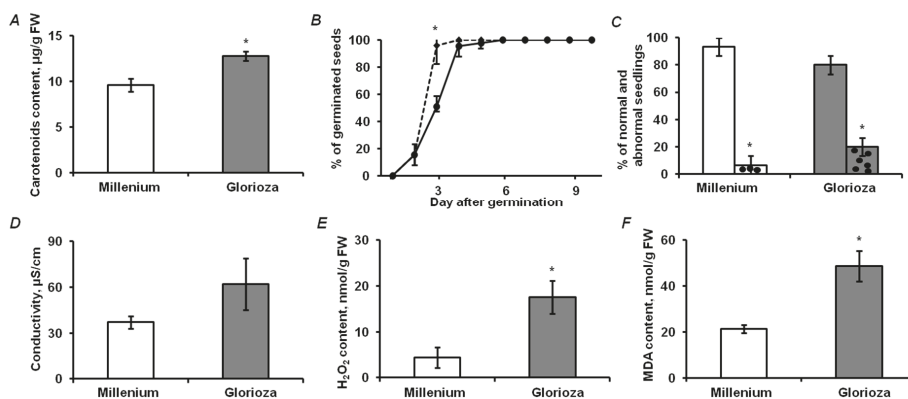 A
Carotenoids content, µg/g FW
15
10
5
0
*
Millenium Glorioza
B
% of germinated seeds
100
80
60
40
20
0
*
3 6 9
Day after germination
C
% of normal and
abnormal seedlings
100
80
60
40
20
0
* *
Millenium Glorioza
D
Conductivity, µS/cm
90
60
30
0
Millenium Glorioza
E
H₂O₂ content, nmol/g FW
30
20
10
0
*
Millenium Glorioza
F
MDA content, nmol/g FW
60
40
20
0
*
Millenium Glorioza